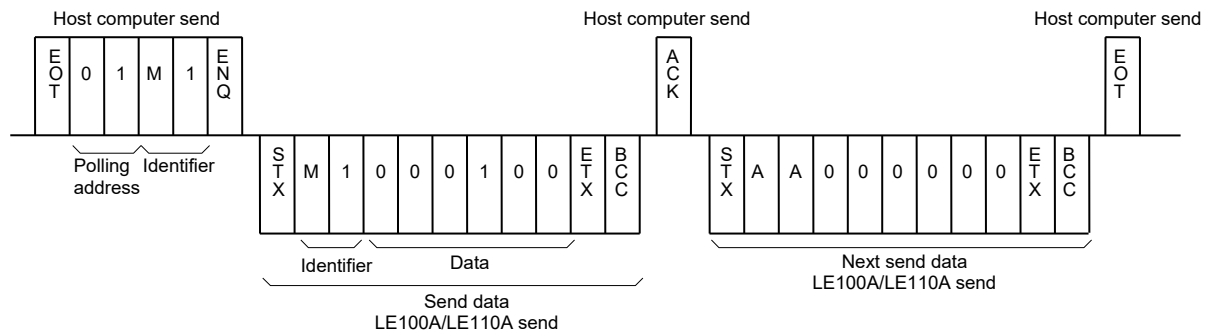 Host computer send
EOT 0 1 M 1 ENQ
Polling address
Identifier
STX M 1 0 0 0 1 0 0 ETX BCC
Identifier
Data
Send data
LE100A/LE110A send
Host computer send
ACK
STX A A 0 0 0 0 0 0 ETX BCC
Next send data
LE100A/LE110A send
Host computer send
EOT